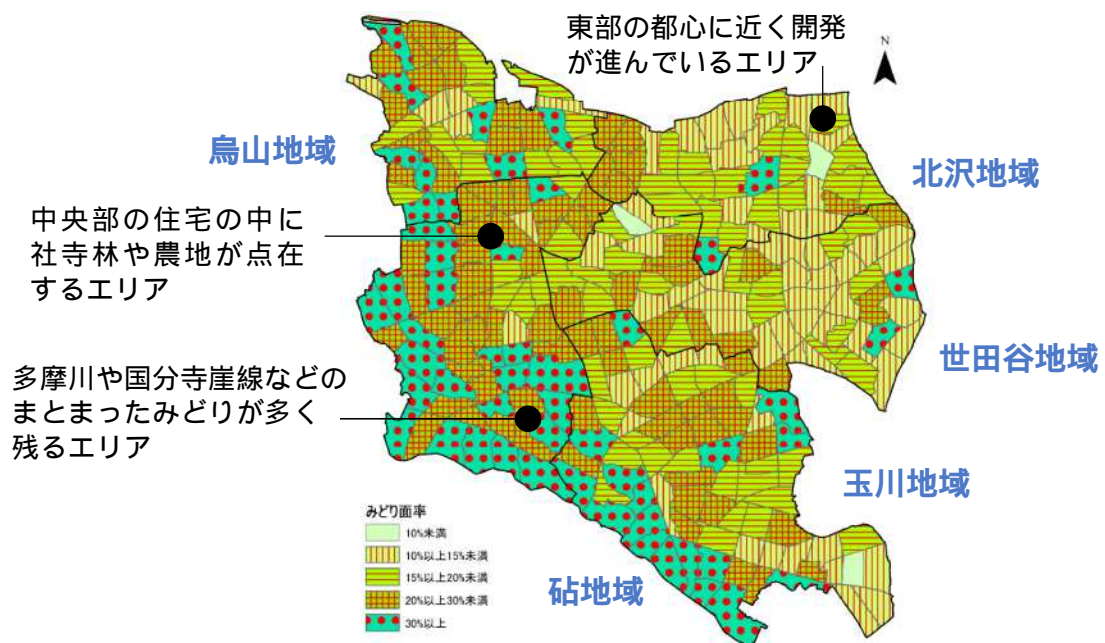 東部の都心に近く開発
が進んでいるエリア
N
烏山地域
北沢地域
中央部の住宅の中に
社寺林や農地が点在
するエリア
世田谷地域
多摩川や国分寺崖線などの
まとまったみどりが多く
残るエリア
玉川地域
砧地域
みどり面率
10%未満
10%以上15%未満
15%以上20%未満
20%以上30%未満
30%以上